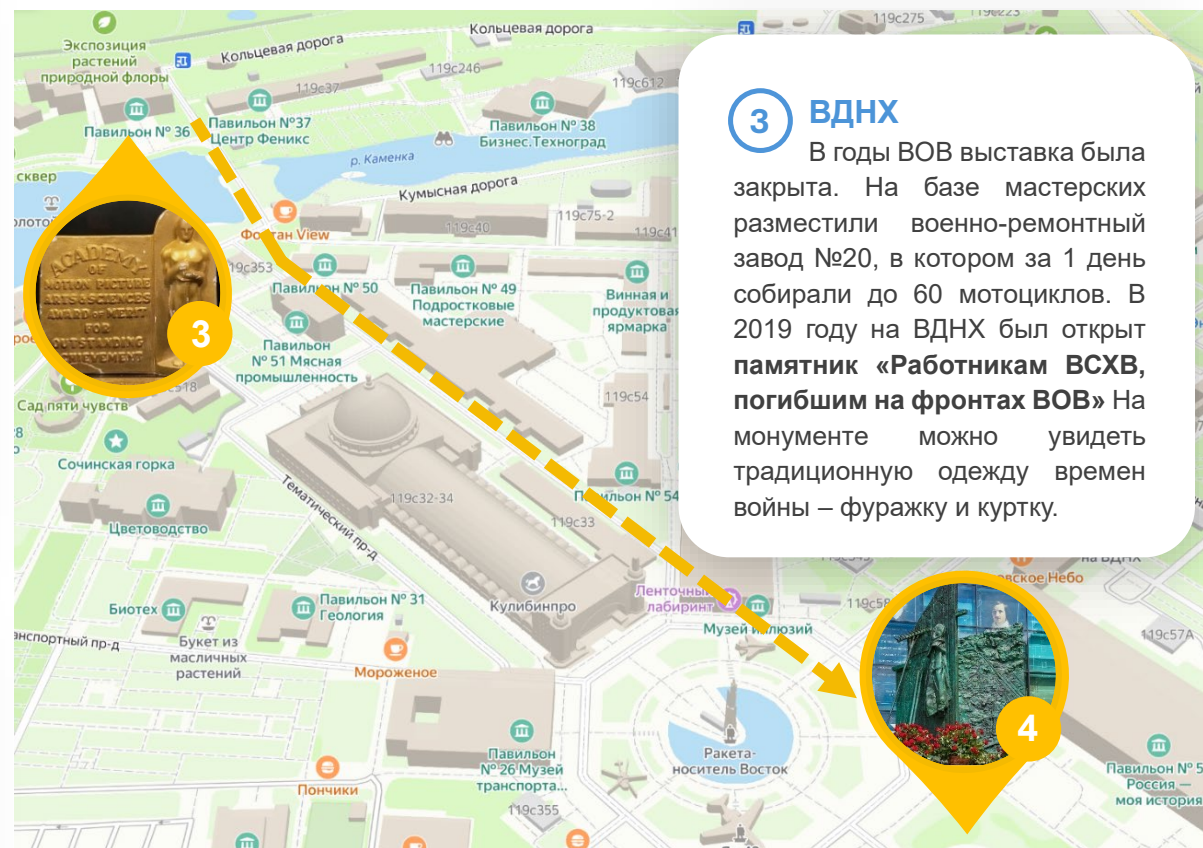 Экспозиция
растений
природной флоры
Кольцевая дорога
Кольцевая дорога
119с275
119с246
119с37
119с612
Павильон № 36
Павильон №37
Центр Феникс
Павильон № 38
Бизнес.Техноград
р. Каменка
Кумысная дорога
сквер
Фонтан View
119с40
119с75-2
119с41
119с353
Павильон № 50
Павильон № 49
Подростковые
мастерские
Винная и
продуктовая
ярмарка
Павильон
№ 51 Мясная
промышленность
ACADEMY
OF
MOTION PICTURE
ARTS & SCIENCES
AWARD OF MERIT
FOR
OUTSTANDING
ACHIEVEMENT
3
3 ВДНХ
В годы ВОВ выставка была
закрыта. На базе мастерских
разместили военно-ремонтный
завод №20, в котором за 1 день
собирали до 60 мотоциклов. В
2019 году на ВДНХ был открыт
памятник «Работникам ВСХВ,
погибшим на фронтах ВОВ» На
монументе можно увидеть
традиционную одежду времен
войны – фуражку и куртку.
Сад пяти чувств
119с54
Сочинская горка
Цветоводство
Тематический пр-д
119с32-34
119с33
Павильон № 54
Кулибинпро
Ленточный
лабиринт
Музей иллюзий
119с58
на ВДНХ
119с57А
Биотех
Павильон № 31
Геология
Букет из
масличных
растений
Мороженое
4
Павильон
№ 26 Музей
транспорта...
Ракета-
носитель Восток
Пончики
119с355
Павильон № 5
Россия —
моя история